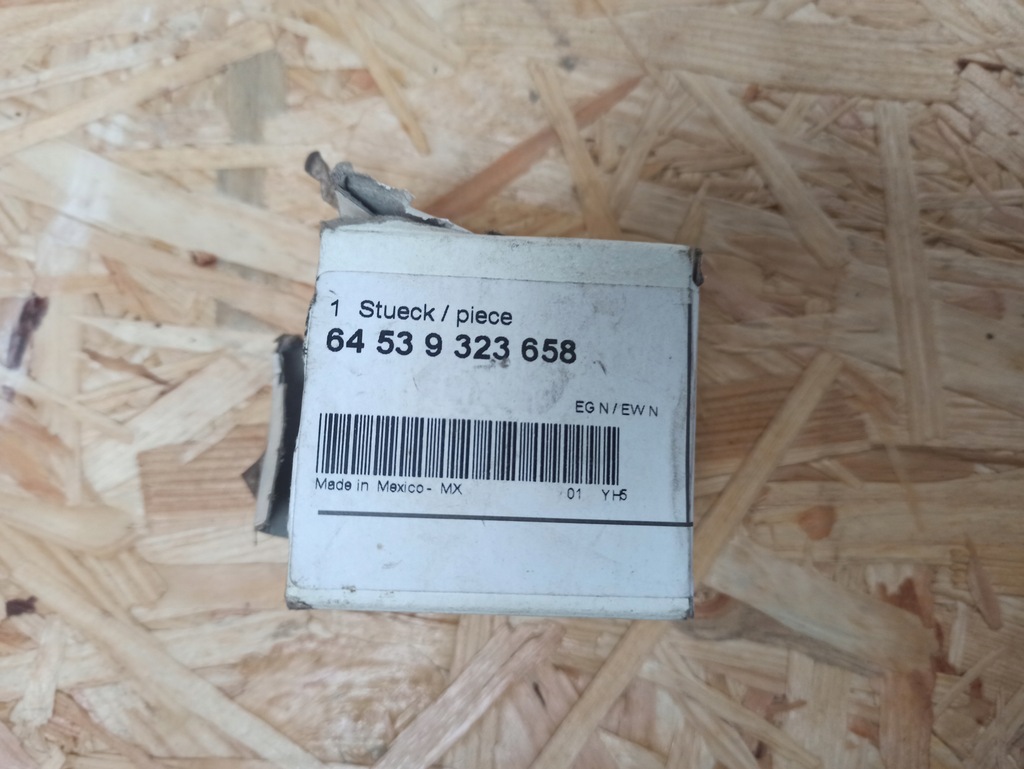 1 Stueck / piece
64 53 9 323 658
EG N / EW N
Made in Mexico - MX 01 YH5